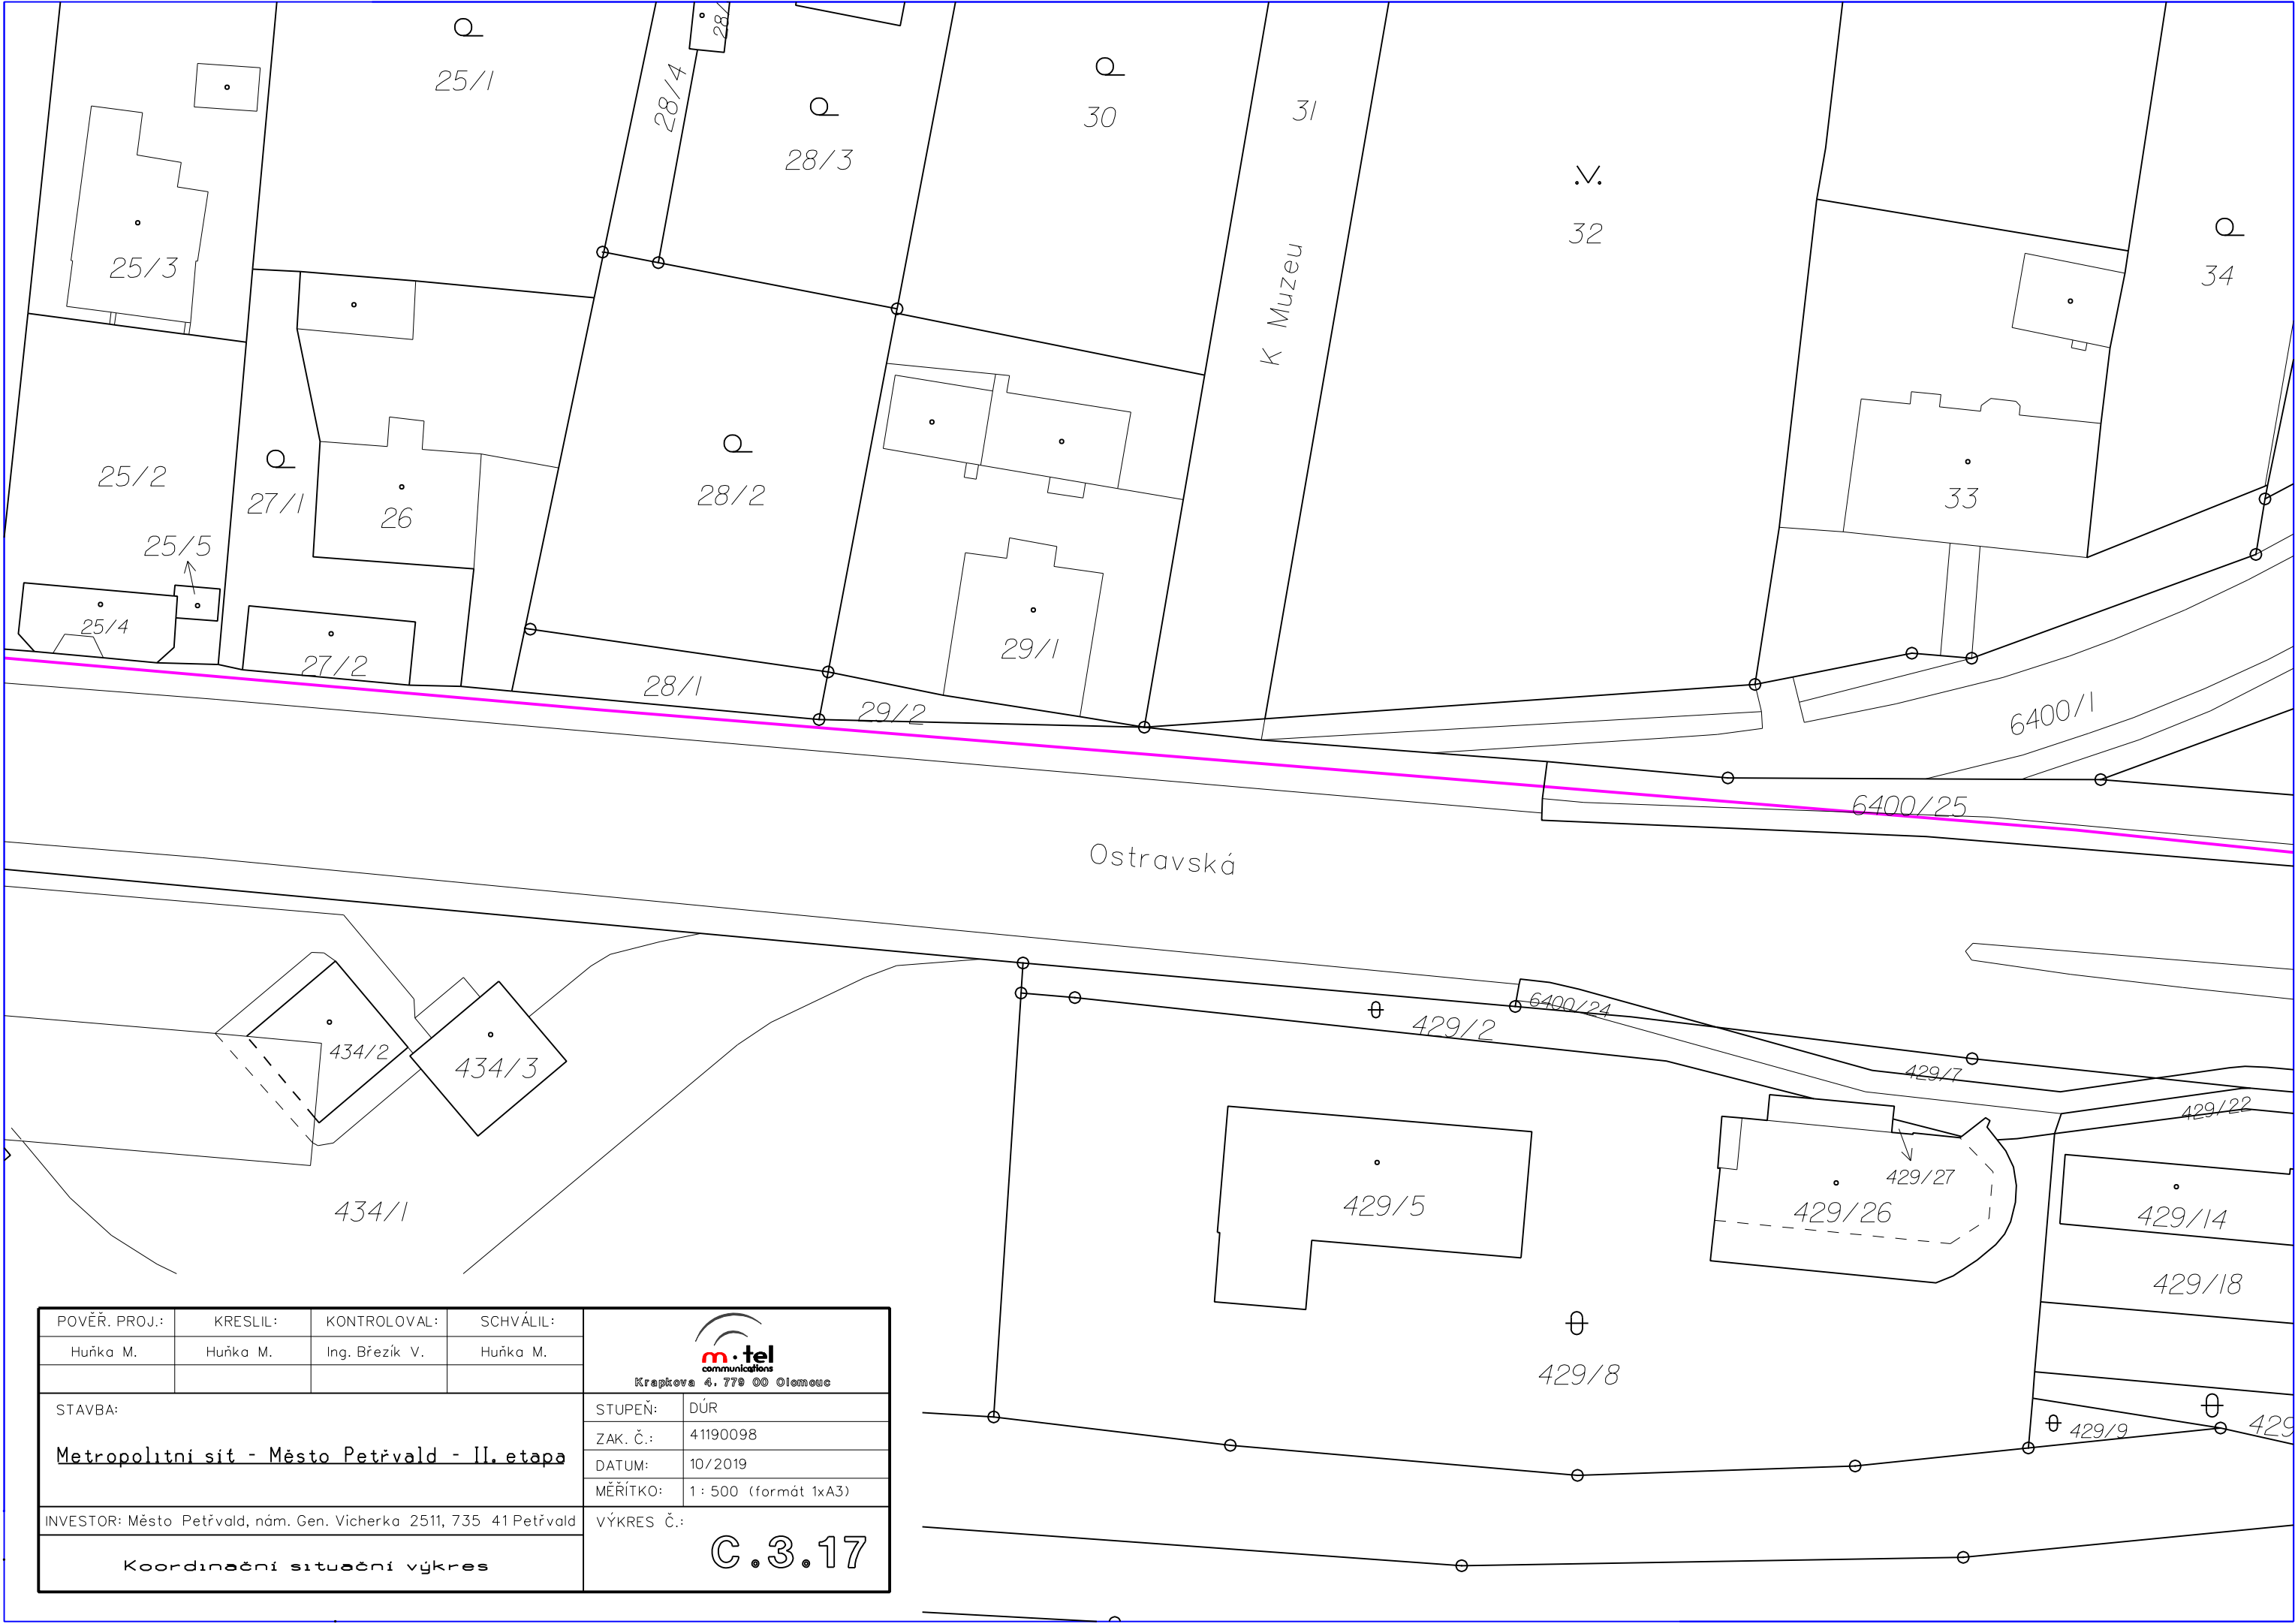 25/1
28/4
28/3
30
31
32
34
25/3
K Muzeu
25/2
27/1
26
28/2
33
25/5
25/4
27/2
28/1
29/1
29/2
6400/1
6400/25
Ostravská
6400/24
429/2
434/2
434/3
429/7
429/22
429/27
429/5
429/26
429/14
434/1
429/18
429/8
429/9
429
POVĚŘ. PROJ.: KRESLIL: KONTROLOVAL: SCHVÁLIL:
Huňka M. Huňka M. Ing. Březík V. Huňka M.
m·tel
communications
Krapkova 4, 779 00 Olomouc
STAVBA:
Metropolitní síť - Město Petřvald - II. etapa
STUPEŇ: DÚR
ZAK. Č.: 41190098
DATUM: 10/2019
MĚŘÍTKO: 1 : 500 (formát 1xA3)
INVESTOR: Město Petřvald, nám. Gen. Vicherka 2511, 735 41 Petřvald
VÝKRES Č.:
C.3.17
Koordinační situační výkres